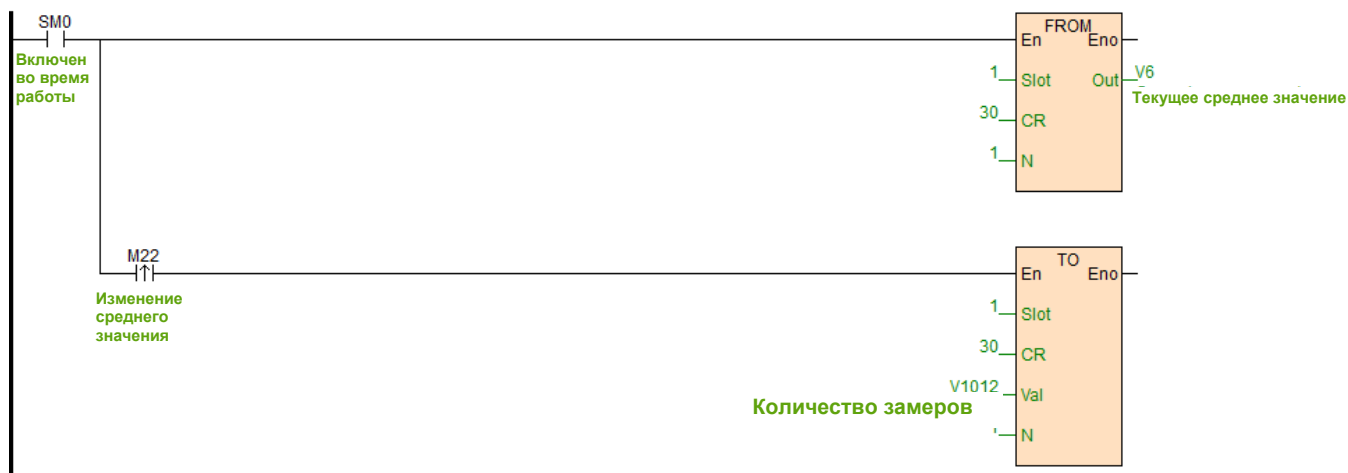 SM0
Включен
во время
работы
FROM
En Eno
1 Slot Out V6
Текущее среднее значение
30 CR
1 N
M22
Изменение
среднего
значения
TO
En Eno
1 Slot
30 CR
V1012 Val
Количество замеров
N